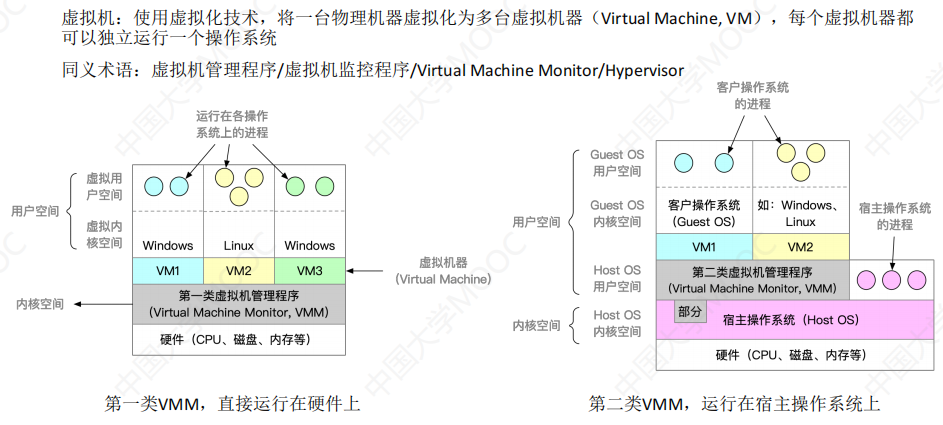 虚拟机：使用虚拟化技术，将一台物理机器虚拟化为多台虚拟机器（Virtual Machine, VM），每个虚拟机器都
可以独立运行一个操作系统
同义术语：虚拟机管理程序/虚拟机监控程序/Virtual Machine Monitor/Hypervisor
运行在各操作
系统上的进程
用户空间
虚拟用
户空间
虚拟内
核空间
Windows
Linux
Windows
VM1
VM2
VM3
虚拟机器
(Virtual Machine)
内核空间
第一类虚拟机管理程序
(Virtual Machine Monitor, VMM)
硬件（CPU、磁盘、内存等）
第一类VMM，直接运行在硬件上
客户操作系统
的进程
用户空间
Guest OS
用户空间
Guest OS
内核空间
客户操作系统
(Guest OS)
如：Windows、
Linux
宿主操作系统
的进程
VM1
VM2
Host OS
用户空间
第二类虚拟机管理程序
(Virtual Machine Monitor, VMM)
内核空间
Host OS
内核空间
部分
宿主操作系统（Host OS）
硬件（CPU、磁盘、内存等）
第二类VMM，运行在宿主操作系统上
中国大学MOOC